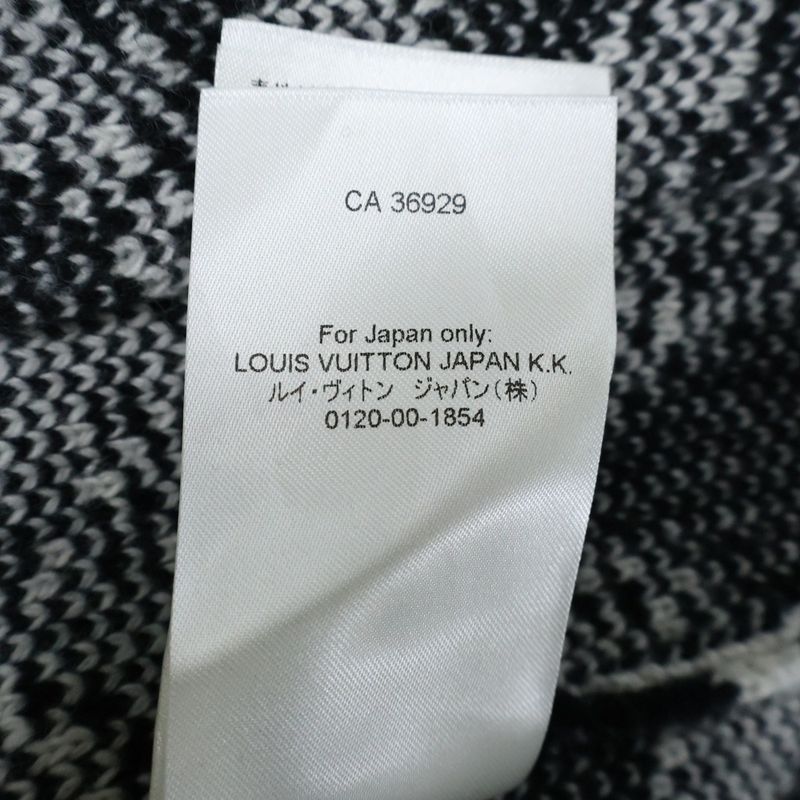 CA 36929
For Japan only:
LOUIS VUITTON JAPAN K.K.
ルイ・ヴィトン ジャパン(株)
0120-00-1854